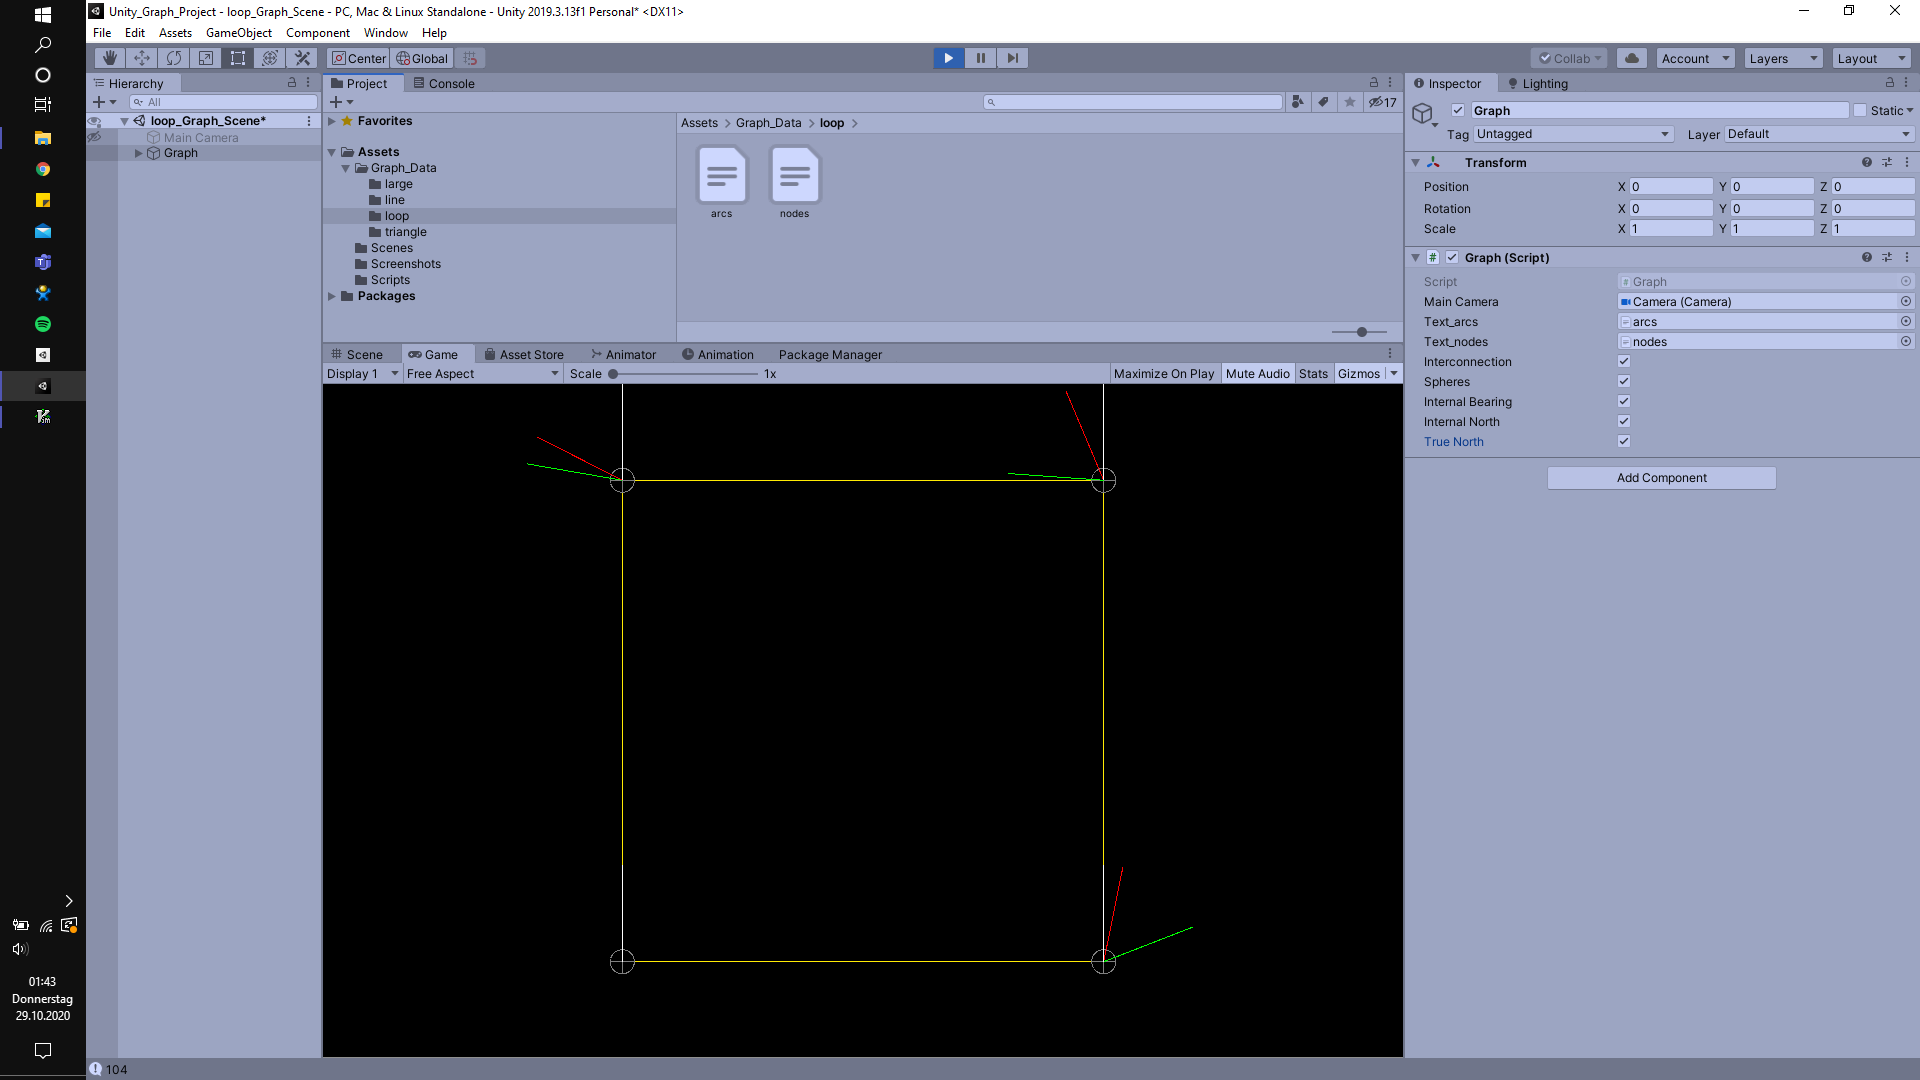 Unity_Graph_Project - loop_Graph_Scene - PC, Mac & Linux Standalone - Unity 2019.3.13f1 Personal* <DX11>
File Edit Assets GameObject Component Window Help
Center Global Collab Account Layers Layout
Hierarchy
All
loop_Graph_Scene*
Main Camera
Graph
Project Console
17
Favorites
Assets
Graph_Data
large
line
loop
triangle
Scenes
Screenshots
Scripts
Packages
Assets > Graph_Data > loop >
arcs nodes
Scene Game Asset Store Animator Animation Package Manager
Display 1 Free Aspect Scale 1x Maximize On Play Mute Audio Stats Gizmos
Inspector Lighting
Graph Static
Tag Untagged Layer Default
Transform
Position X 0 Y 0 Z 0
Rotation X 0 Y 0 Z 0
Scale X 1 Y 1 Z 1
# Graph (Script)
Script Graph
Main Camera Camera (Camera)
Text_arcs arcs
Text_nodes nodes
Interconnection
Spheres
Internal Bearing
Internal North
True North
Add Component
01:43
Donnerstag
29.10.2020
104